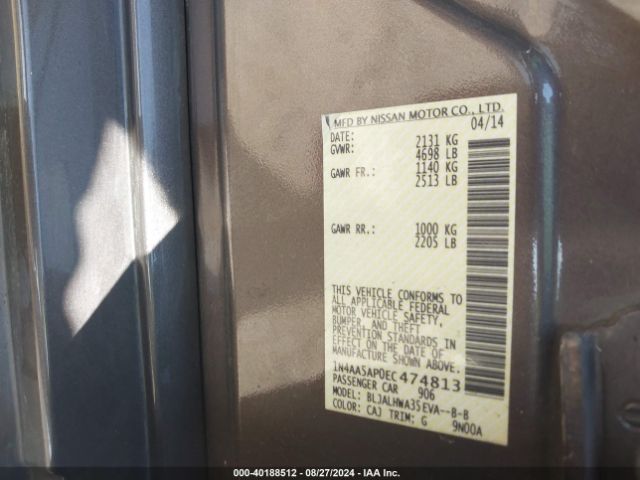 MFD BY NISSAN MOTOR CO., LTD.
DATE: 04/14
GVWR: 2131 KG
4698 LB
GAWR FR.: 1140 KG
2513 LB
GAWR RR.: 1000 KG
2205 LB
THIS VEHICLE CONFORMS TO
ALL APPLICABLE FEDERAL
MOTOR VEHICLE SAFETY,
BUMPER, AND THEFT
PREVENTION STANDARDS IN
EFFECT ON THE DATE OF
MANUFACTURE SHOWN ABOVE.
1N4AA5AP0EC474813
PASSENGER CAR 906
MODEL: BLJALHWA35EVA--B-B
COLOR: CAJ TRIM: G 9N00A
000-40188512 - 08/27/2024 - IAA Inc.